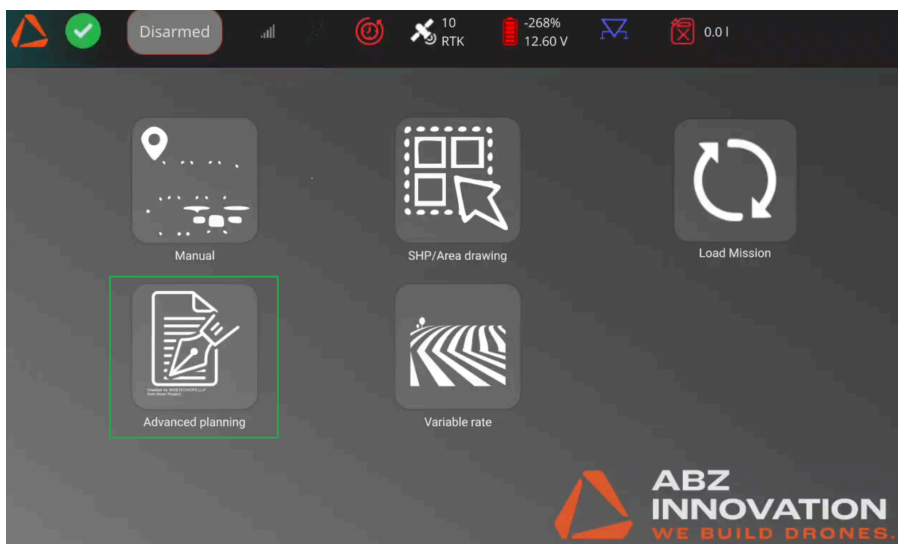 Disarmed
10
RTK
-268%
12.60 V
0.0 l
Manual
SHP/Area drawing
Load Mission
Advanced planning
Variable rate
ABZ
INNOVATION
WE BUILD DRONES.